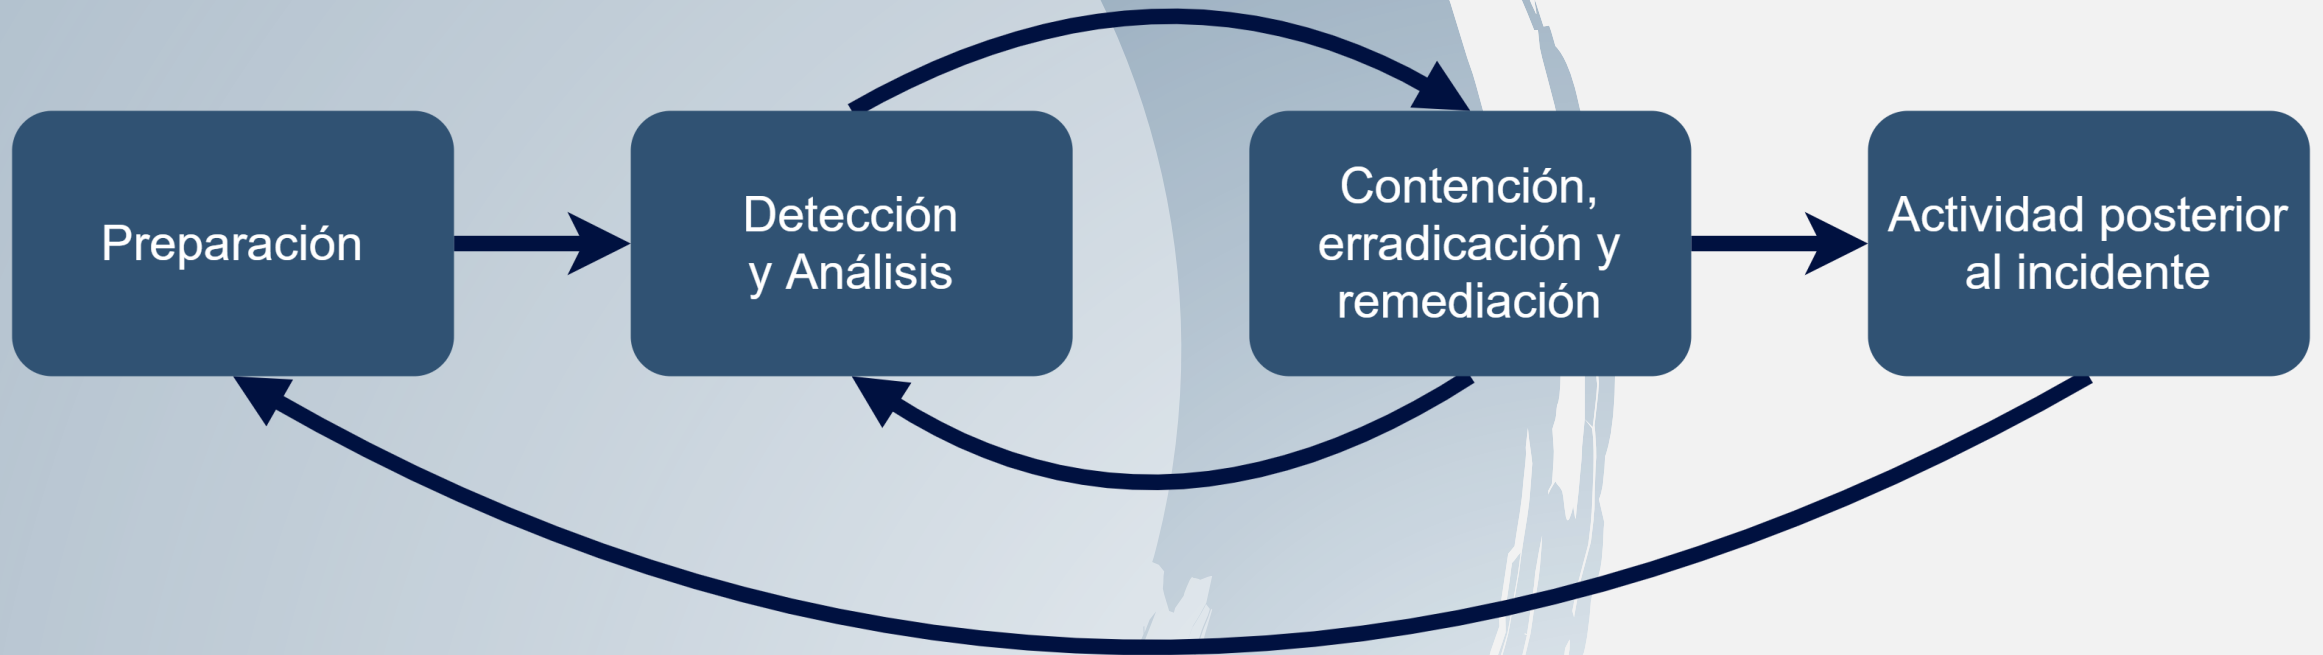 Preparación
Detección
y Análisis
Contención,
erradicación y
remediación
Actividad posterior
al incidente